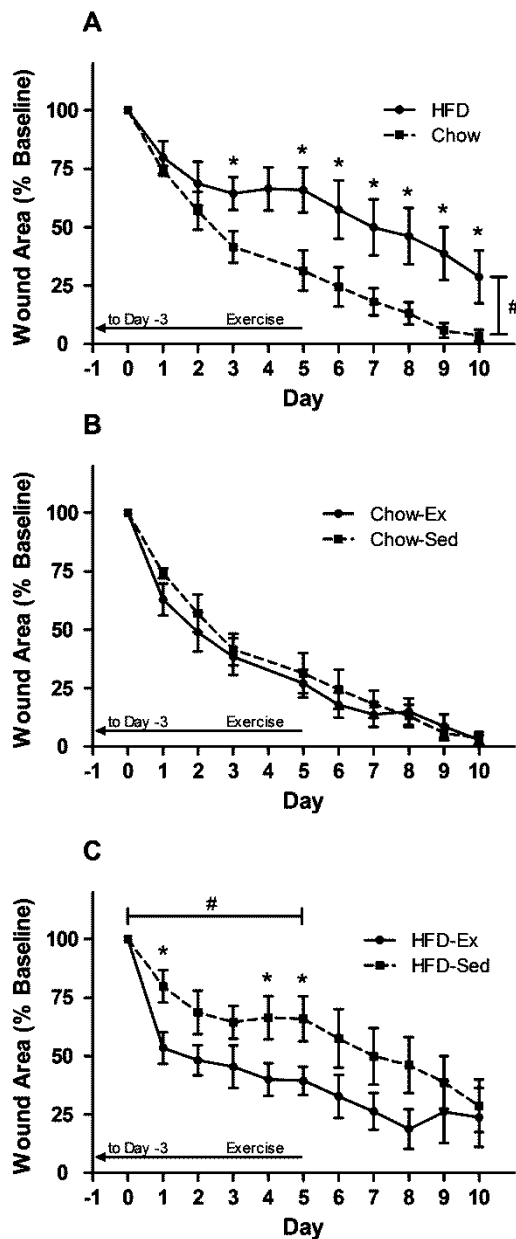 A
Wound Area (% Baseline)
100
75
50
25
0
HFD
Chow
* * * * * * *
#
to Day -3 Exercise
-1 0 1 2 3 4 5 6 7 8 9 10
Day
B
Wound Area (% Baseline)
100
75
50
25
0
Chow-Ex
Chow-Sed
to Day -3 Exercise
-1 0 1 2 3 4 5 6 7 8 9 10
Day
C
Wound Area (% Baseline)
100
75
50
25
0
#
HFD-Ex
HFD-Sed
* * *
to Day -3 Exercise
-1 0 1 2 3 4 5 6 7 8 9 10
Day